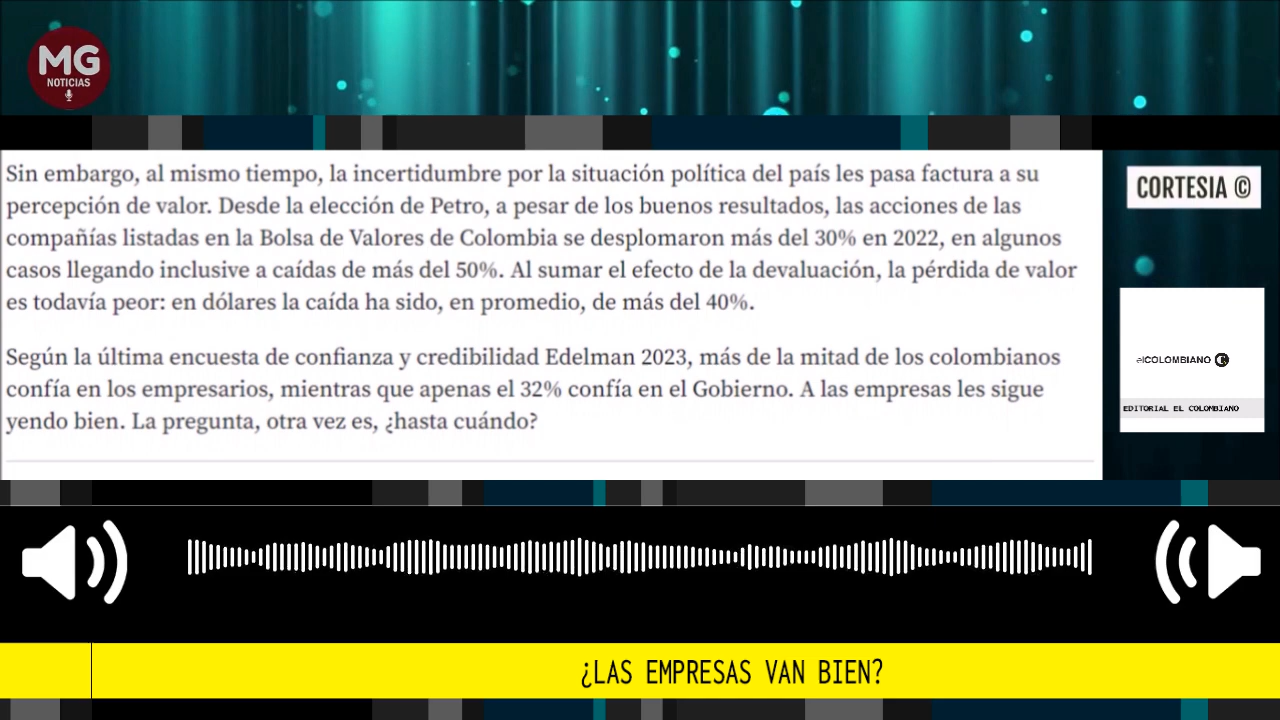 MG
NOTICIAS
Sin embargo, al mismo tiempo, la incertidumbre por la situación política del país les pasa factura a su
percepción de valor. Desde la elección de Petro, a pesar de los buenos resultados, las acciones de las
compañías listadas en la Bolsa de Valores de Colombia se desplomaron más del 30% en 2022, en algunos
casos llegando inclusive a caídas de más del 50%. Al sumar el efecto de la devaluación, la pérdida de valor
es todavía peor: en dólares la caída ha sido, en promedio, de más del 40%.
Según la última encuesta de confianza y credibilidad Edelman 2023, más de la mitad de los colombianos
confía en los empresarios, mientras que apenas el 32% confía en el Gobierno. A las empresas les sigue
yendo bien. La pregunta, otra vez es, ¿hasta cuándo?
CORTESIA ©
elCOLOMBIANO C
EDITORIAL EL COLOMBIANO
¿LAS EMPRESAS VAN BIEN?